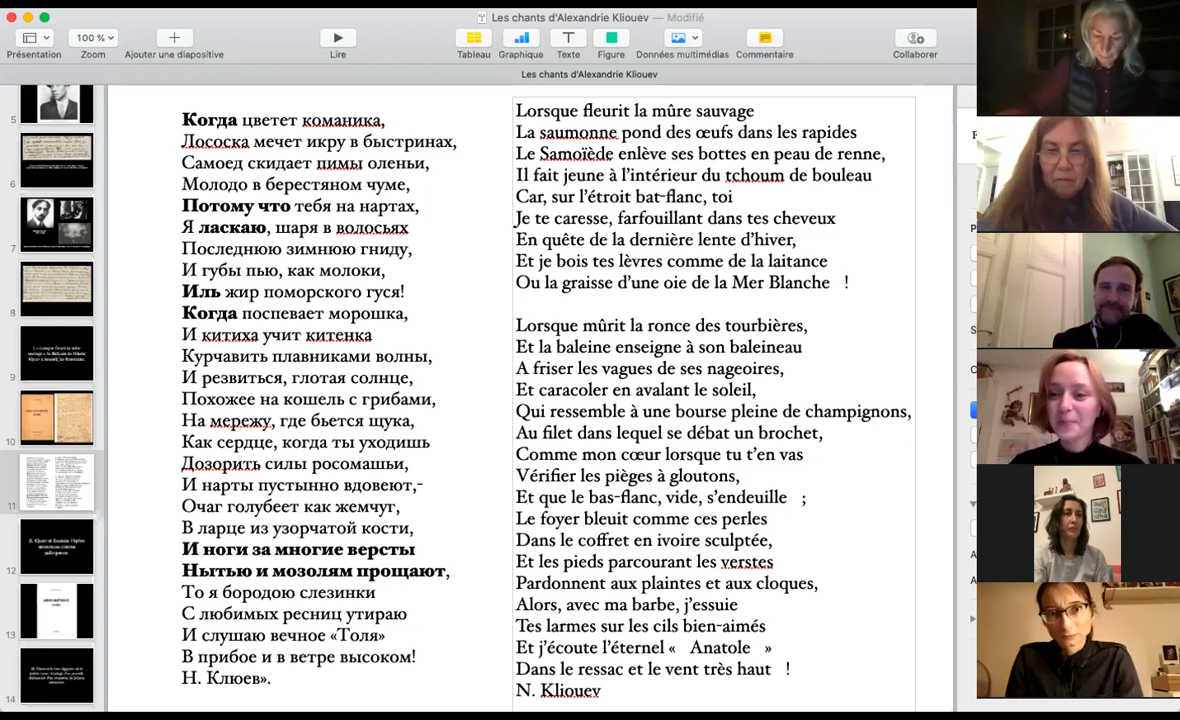 Les chants d'Alexandrie Kliouev — Modifié
100 %
Présentation
Zoom
Ajouter une diapositive
Lire
Tableau
Graphique
Texte
Figure
Données multimédias
Commentaire
Collaborer
Les chants d'Alexandrie Kliouev
5
6
7
8
9
10
11
12
13
14
Когда цветет команика,
Лососка мечет икру в быстринах,
Самоед скидает пимы оленьи,
Молодо в берестяном чуме,
Потому что тебя на нартах,
Я ласкаю, шаря в волосьях
Последнюю зимнюю гниду,
И губы пью, как молоки,
Иль жир поморского гуся!
Когда поспевает морошка,
И китиха учит китенка
Курчавить плавниками волны,
И резвиться, глотая солнце,
Похожее на кошель с грибами,
На мережу, где бьется щука,
Как сердце, когда ты уходишь
Дозорить силы росомашьи,
И нарты пустынно вдовеют,-
Очаг голубеет как жемчуг,
В ларце из узорчатой кости,
И ноги за многие версты
Нытью и мозолям прощают,
То я бородою слезинки
С любимых ресниц утираю
И слушаю вечное «Толя»
В прибое и в ветре высоком!
Н. Клюев».
Lorsque fleurit la mûre sauvage
La saumonne pond des œufs dans les rapides
Le Samoïède enlève ses bottes en peau de renne,
Il fait jeune à l'intérieur du tchoum de bouleau
Car, sur l'étroit bat-flanc, toi
Je te caresse, farfouillant dans tes cheveux
En quête de la dernière lente d'hiver,
Et je bois tes lèvres comme de la laitance
Ou la graisse d'une oie de la Mer Blanche !
Lorsque mûrit la ronce des tourbières,
Et la baleine enseigne à son baleineau
A friser les vagues de ses nageoires,
Et caracoler en avalant le soleil,
Qui ressemble à une bourse pleine de champignons,
Au filet dans lequel se débat un brochet,
Comme mon cœur lorsque tu t'en vas
Vérifier les pièges à gloutons,
Et que le bas-flanc, vide, s'endeuille ;
Le foyer bleuit comme ces perles
Dans le coffret en ivoire sculptée,
Et les pieds parcourant les verstes
Pardonnent aux plaintes et aux cloques,
Alors, avec ma barbe, j'essuie
Tes larmes sur les cils bien-aimés
Et j'écoute l'éternel « Anatole »
Dans le ressac et le vent très haut !
N. Kliouev